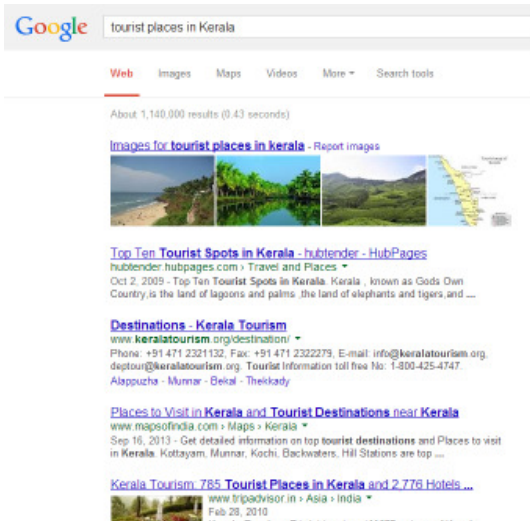 Google tourist places in Kerala
Web Images Maps Videos More Search tools
About 1,140,000 results (0.43 seconds)
Images for tourist places in kerala - Report images
Top Ten Tourist Spots in Kerala - hubtender - HubPages
hubtender.hubpages.com › Travel and Places
Oct 2, 2009 - Top Ten Tourist Spots in Kerala. Kerala , known as Gods Own
Country,is the land of lagoons and palms ,the land of elephants and tigers,and ....
Destinations - Kerala Tourism
www.keralatourism.org/destination/
Phone: +91 471 2321132, Fax: +91 471 2322279, E-mail: info@keralatourism.org,
deptour@keralatourism.org. Tourist Information toll free No: 1-800-425-4747.
Alappuzha - Munnar - Bekal - Thekkady
Places to Visit in Kerala and Tourist Destinations near Kerala
www.mapsofindia.com › Maps › Kerala
Sep 16, 2013 - Get detailed information on top tourist destinations and Places to visit
in Kerala. Kottayam, Munnar, Kochi, Backwaters, Hill Stations are top ....
Kerala Tourism: 785 Tourist Places in Kerala and 2,776 Hotels ...
www.tripadvisor.in › Asia › India
Feb 28, 2010